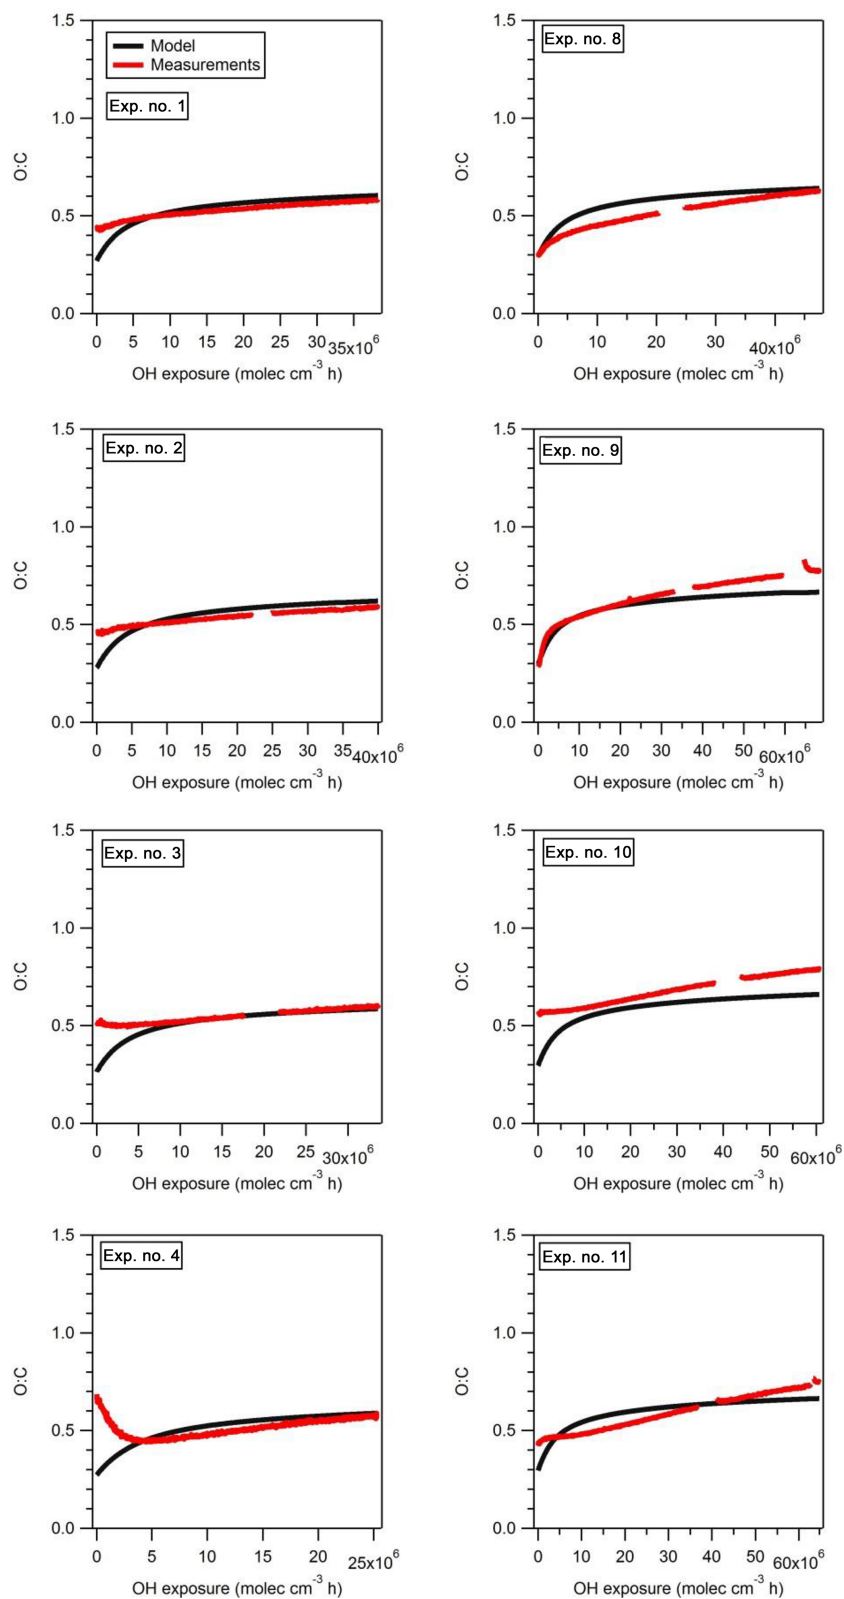 1.5
Model
Measurements
Exp. no. 1
1.0
O:C
0.5
0.0
0 5 10 15 20 25 30 35x10^6
OH exposure (molec cm^-3 h)
1.5
Exp. no. 8
1.0
O:C
0.5
0.0
0 10 20 30 40x10^6
OH exposure (molec cm^-3 h)
1.5
Exp. no. 2
1.0
O:C
0.5
0.0
0 5 10 15 20 25 30 35 40x10^6
OH exposure (molec cm^-3 h)
1.5
Exp. no. 9
1.0
O:C
0.5
0.0
0 10 20 30 40 50 60x10^6
OH exposure (molec cm^-3 h)
1.5
Exp. no. 3
1.0
O:C
0.5
0.0
0 5 10 15 20 25 30x10^6
OH exposure (molec cm^-3 h)
1.5
Exp. no. 10
1.0
O:C
0.5
0.0
0 10 20 30 40 50 60x10^6
OH exposure (molec cm^-3 h)
1.5
Exp. no. 4
1.0
O:C
0.5
0.0
0 5 10 15 20 25x10^6
OH exposure (molec cm^-3 h)
1.5
Exp. no. 11
1.0
O:C
0.5
0.0
0 10 20 30 40 50 60x10^6
OH exposure (molec cm^-3 h)